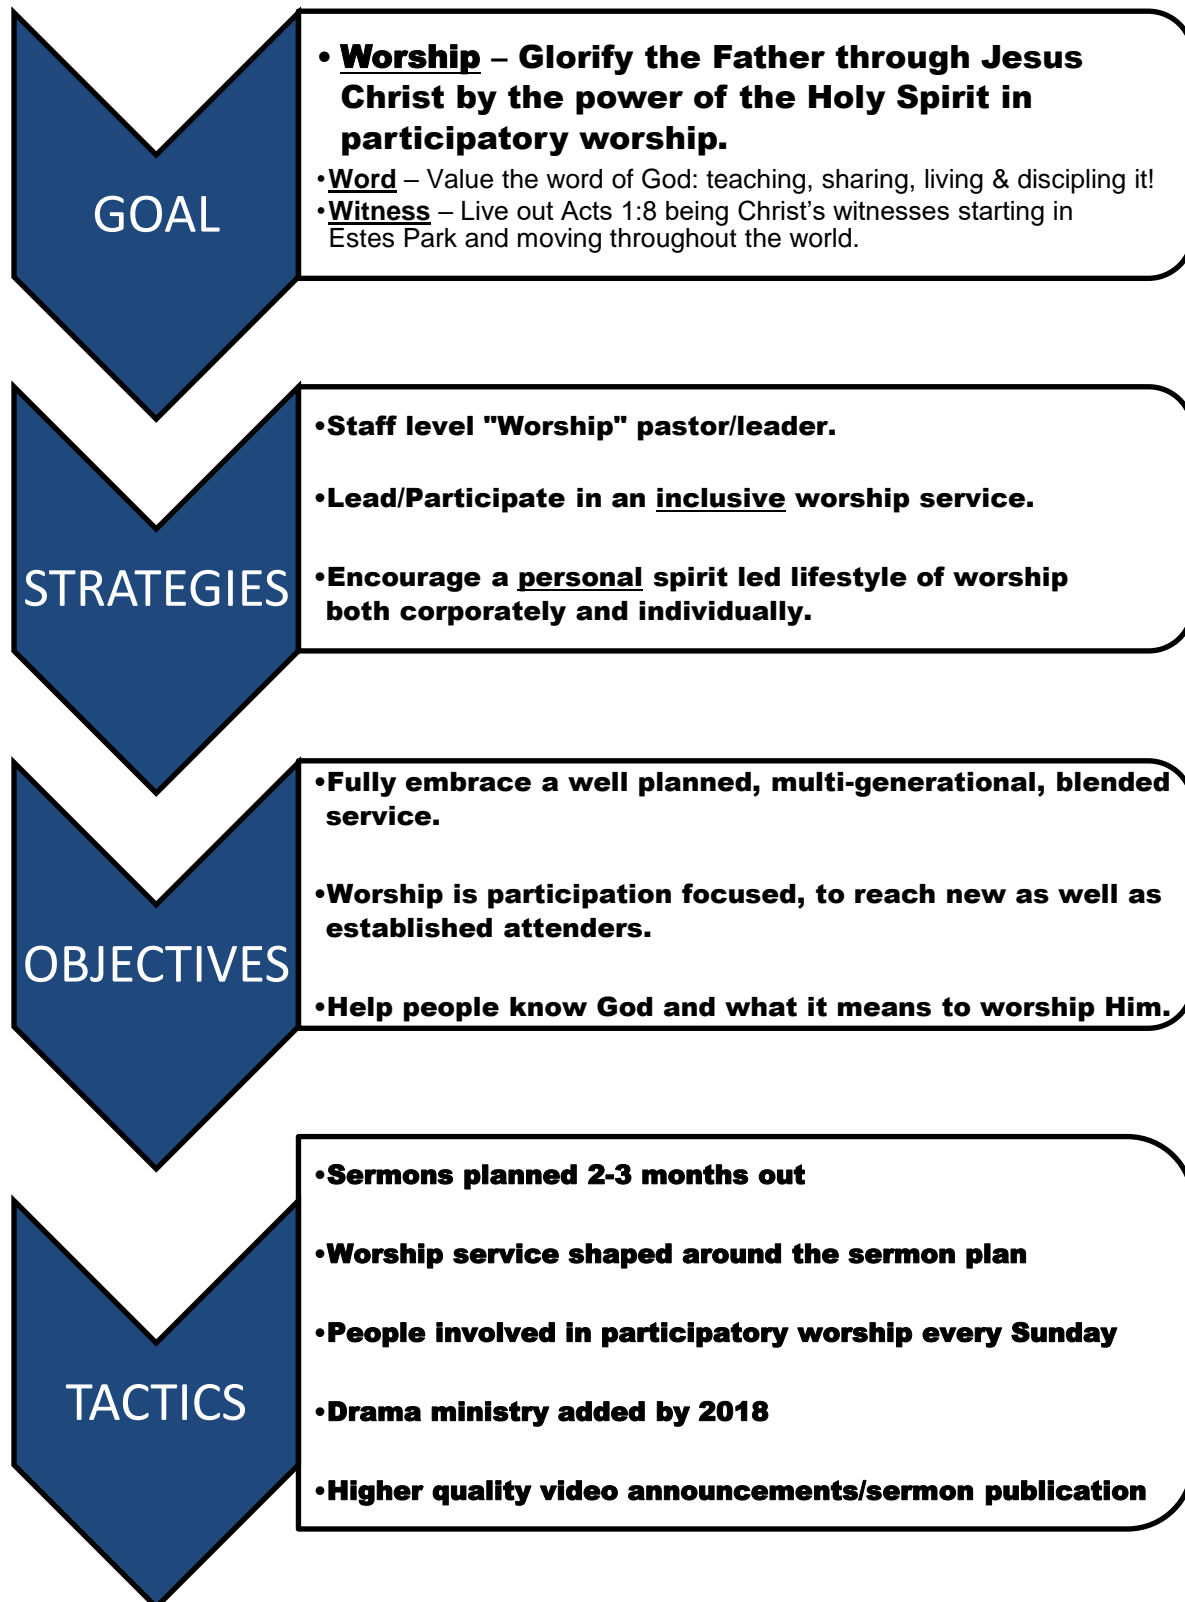 GOAL
• Worship – Glorify the Father through Jesus
Christ by the power of the Holy Spirit in
participatory worship.
•Word – Value the word of God: teaching, sharing, living & discipling it!
•Witness – Live out Acts 1:8 being Christ’s witnesses starting in
Estes Park and moving throughout the world.
STRATEGIES
•Staff level "Worship" pastor/leader.
•Lead/Participate in an inclusive worship service.
•Encourage a personal spirit led lifestyle of worship
both corporately and individually.
OBJECTIVES
•Fully embrace a well planned, multi-generational, blended
service.
•Worship is participation focused, to reach new as well as
established attenders.
•Help people know God and what it means to worship Him.
TACTICS
•Sermons planned 2-3 months out
•Worship service shaped around the sermon plan
•People involved in participatory worship every Sunday
•Drama ministry added by 2018
•Higher quality video announcements/sermon publication